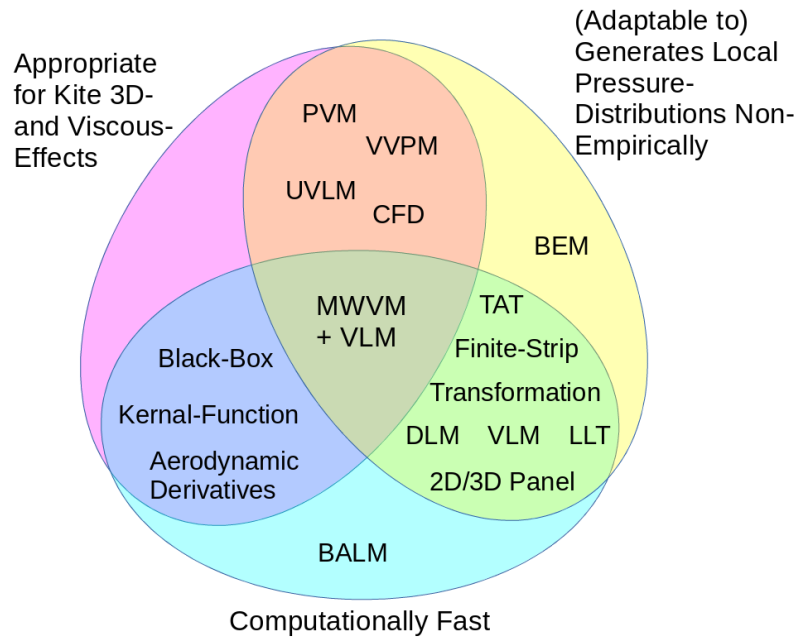 Appropriate
for Kite 3D-
and Viscous-
Effects
(Adaptable to)
Generates Local
Pressure-
Distributions Non-
Empirically
PVM
VVPM
UVLM
CFD
BEM
MWVM
+ VLM
TAT
Finite-Strip
Transformation
DLM VLM LLT
2D/3D Panel
Black-Box
Kernal-Function
Aerodynamic
Derivatives
BALM
Computationally Fast